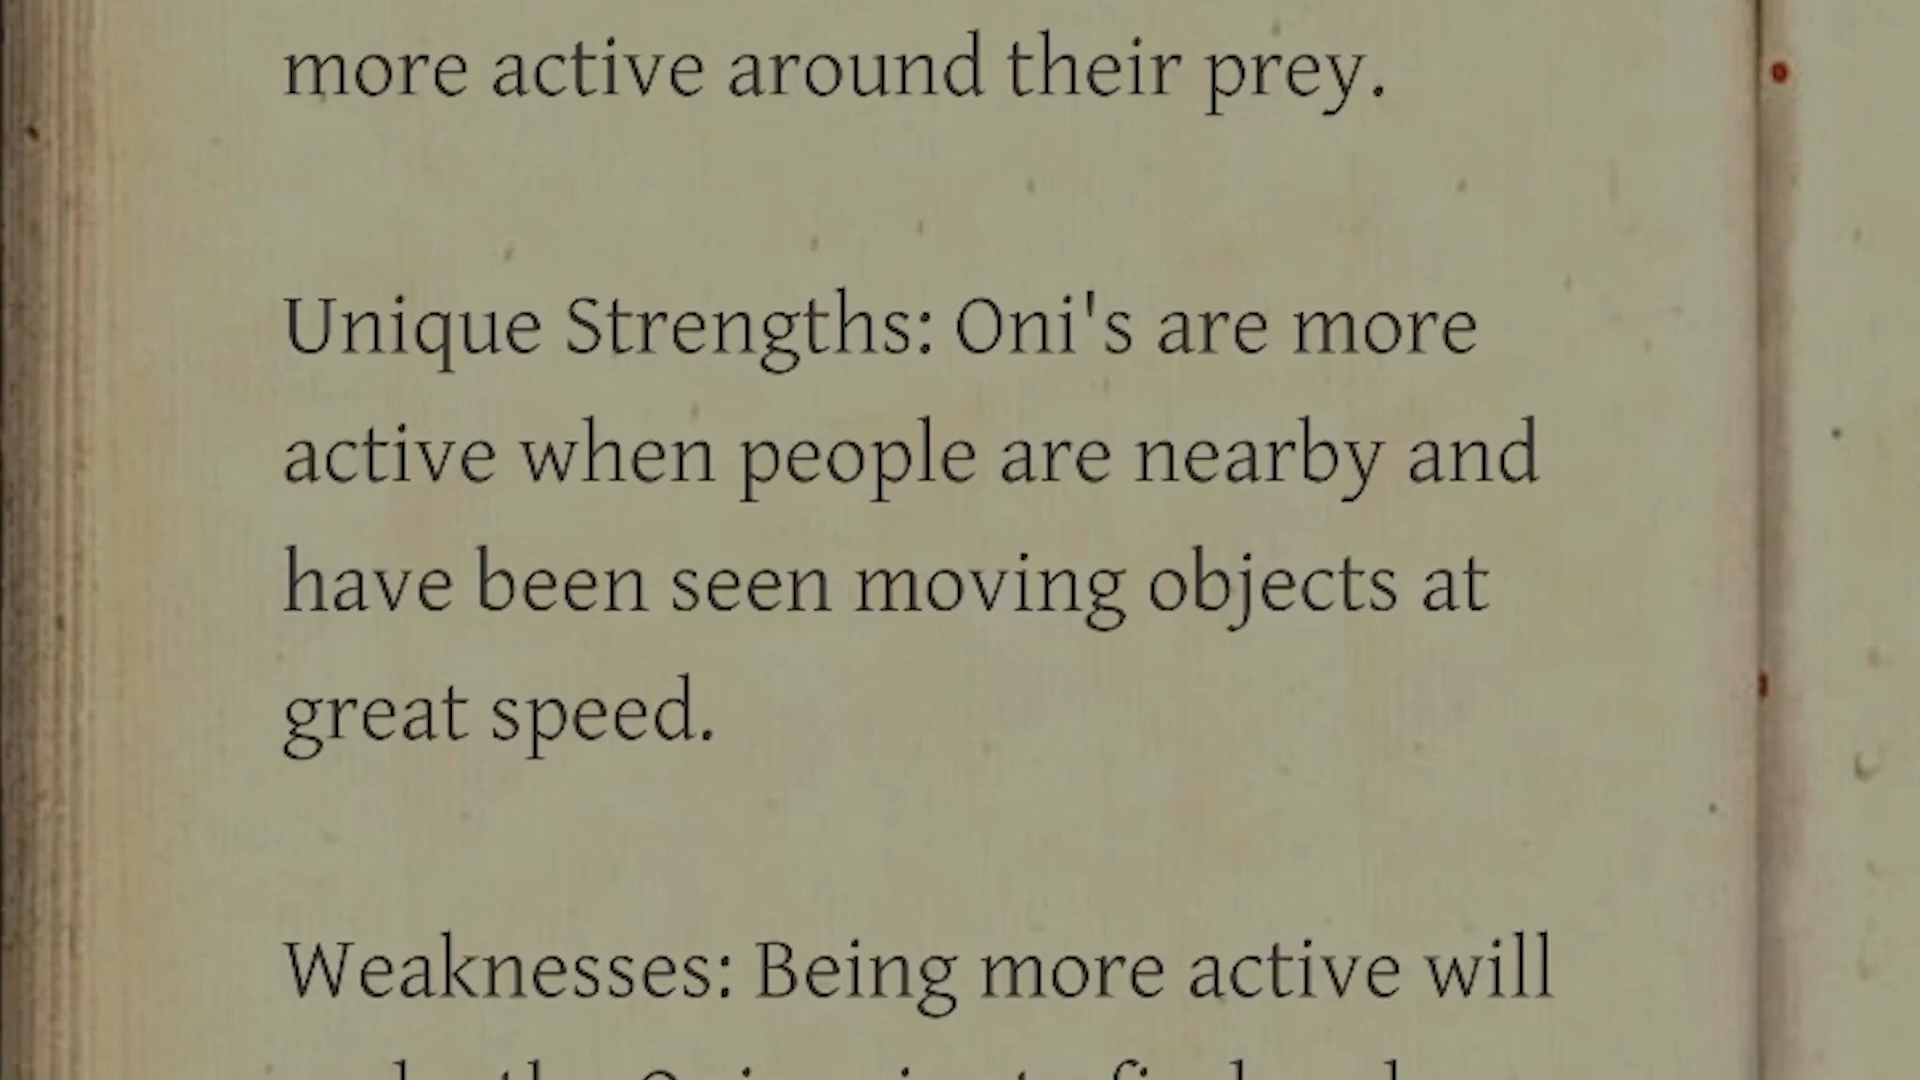 more active around their prey.
Unique Strengths: Oni's are more
active when people are nearby and
have been seen moving objects at
great speed.
Weaknesses: Being more active will